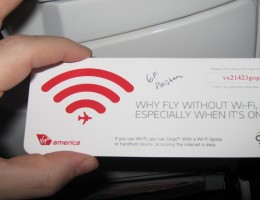 6P
vx21423gogo
WHY FLY WITHOUT Wi-Fi,
ESPECIALLY WHEN IT'S ON
If you can Wi-Fi, you can Gogo®. With a Wi-Fi laptop
or handheld device, accessing the internet is easy.
Virgin america